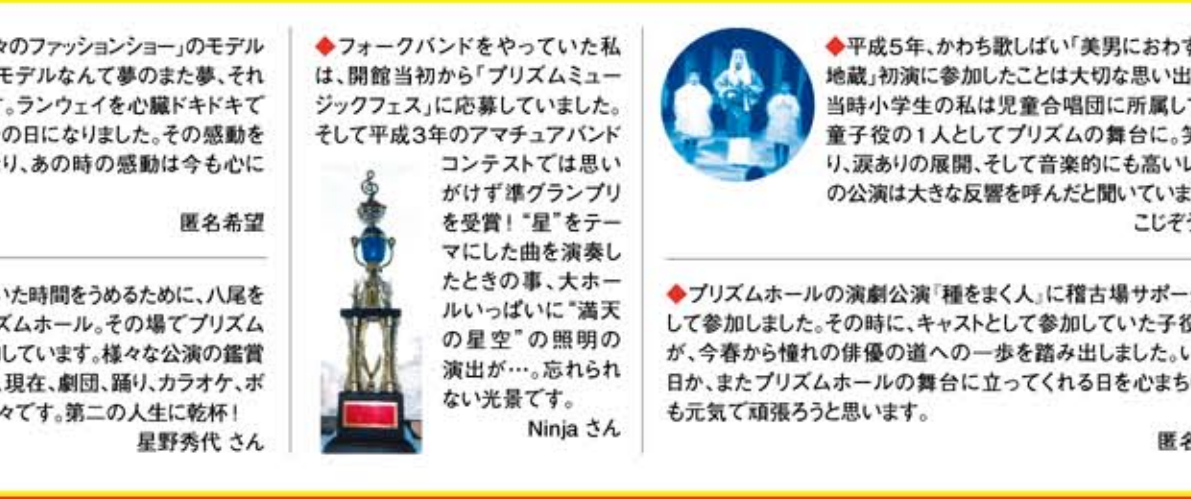 々のファッションショー」のモデル
モデルなんて夢のまた夢、それ
。ランウェイを心臓ドキドキで
の日になりました。その感動を
り、あの時の感動は今も心に
匿名希望
いた時間をうめるために、八尾を
ズムホール。その場でプリズム
しています。様々な公演の鑑賞
現在、劇団、踊り、カラオケ、ボ
々です。第二の人生に乾杯！
星野秀代 さん
◆フォークバンドをやっていた私
は、開館当初から「プリズムミュー
ジックフェス」に応募していました。
そして平成3年のアマチュアバンド
コンテストでは思い
がけず準グランプリ
を受賞！“星”をテー
マにした曲を演奏し
たときの事、大ホー
ルいっぱいに“満天
の星空”の照明の
演出が…。忘れられ
ない光景です。
Ninja さん
◆平成5年、かわち歌しばい「美男におわす
地蔵」初演に参加したことは大切な思い出
当時小学生の私は児童合唱団に所属して
童子役の1人としてプリズムの舞台に。笑
り、涙ありの展開、そして音楽的にも高いレ
の公演は大きな反響を呼んだと聞いていま
こじぞう
◆プリズムホールの演劇公演『種をまく人』に稽古場サポー
して参加しました。その時に、キャストとして参加していた子役
が、今春から憧れの俳優の道への一歩を踏み出しました。い
日か、またプリズムホールの舞台に立ってくれる日を心まち
も元気で頑張ろうと思います。
匿名